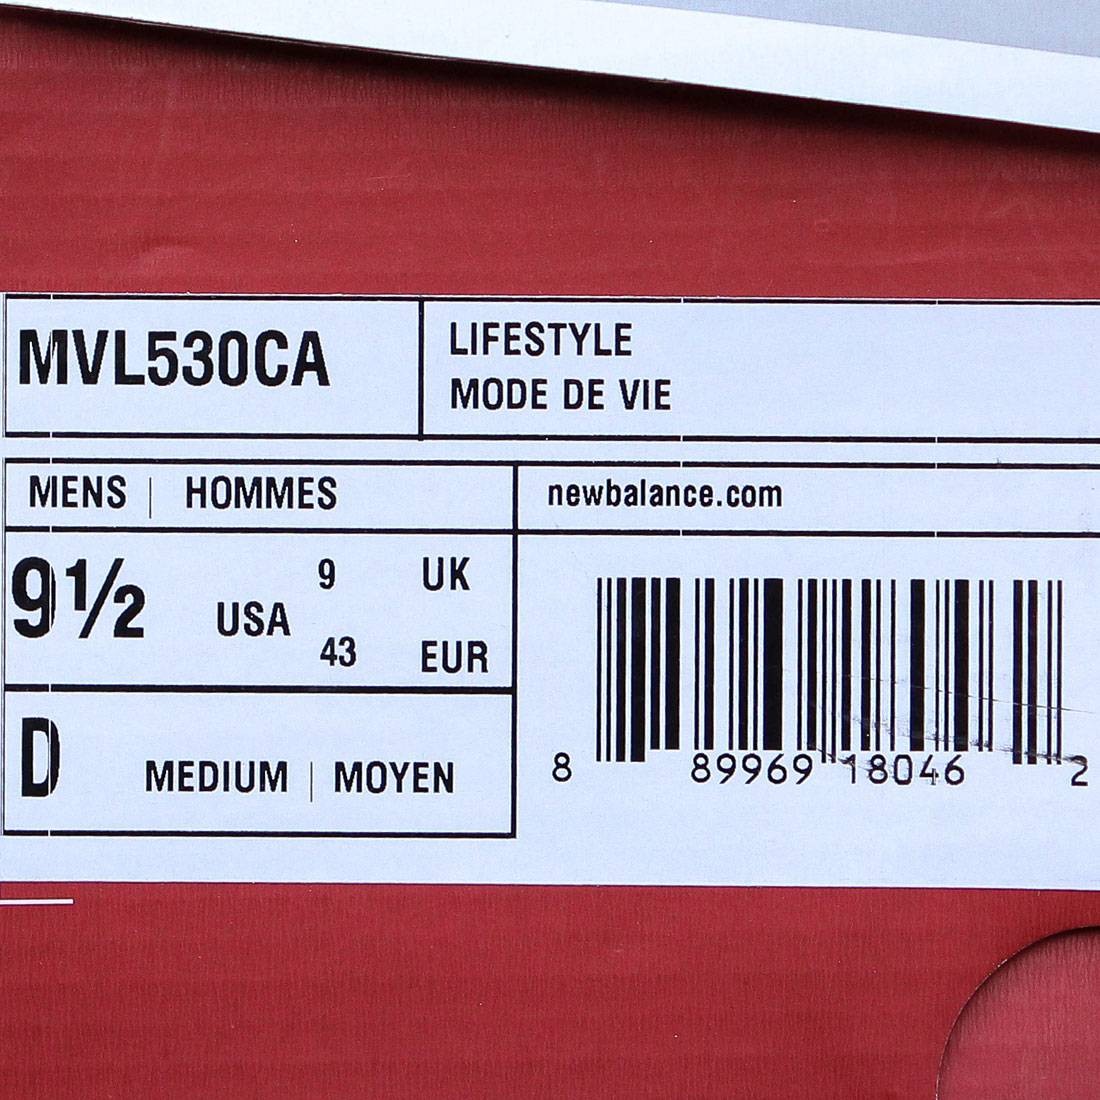 MVL530CA
LIFESTYLE
MODE DE VIE
MENS | HOMMES
newbalance.com
9½ USA
9 UK
43 EUR
D MEDIUM | MOYEN
8 89969 18046 2